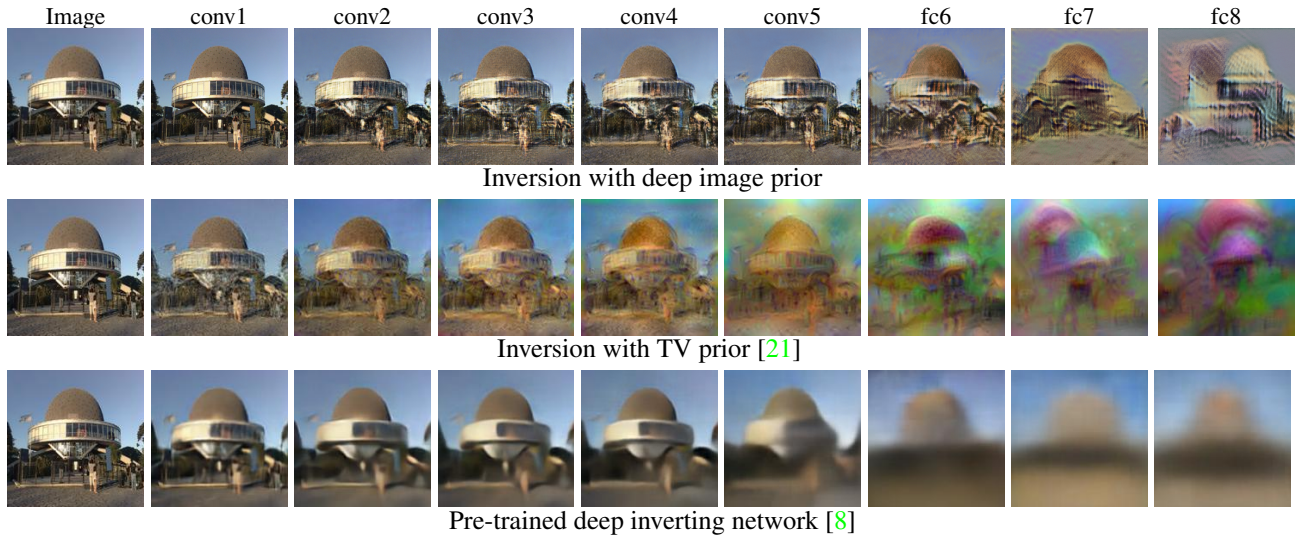 Image conv1 conv2 conv3 conv4 conv5 fc6 fc7 fc8
Inversion with deep image prior
Inversion with TV prior [21]
Pre-trained deep inverting network [8]